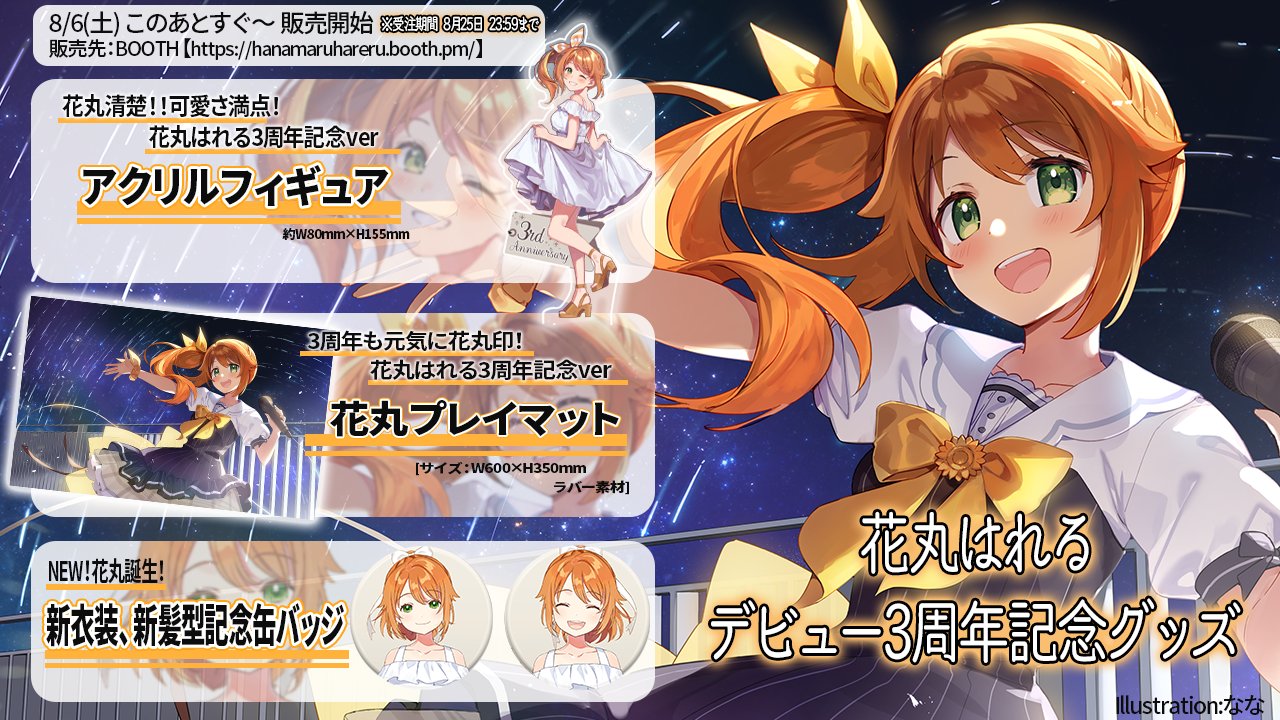 8/6(土) このあとすぐ～ 販売開始 ※受注期間 8月25日 23:59まで
販売先：BOOTH【https://hanamaruhareru.booth.pm/】
花丸清楚！！可愛さ満点！
花丸はれる3周年記念ver
アクリルフィギュア
約W80mm×H155mm
3rd
Anniversary
3周年も元気に花丸印！
花丸はれる3周年記念ver
花丸プレイマット
[サイズ：W600×H350mm
ラバー素材]
NEW！花丸誕生！
新衣装、新髪型記念缶バッジ
花丸はれる
デビュー3周年記念グッズ
Illustration:なな